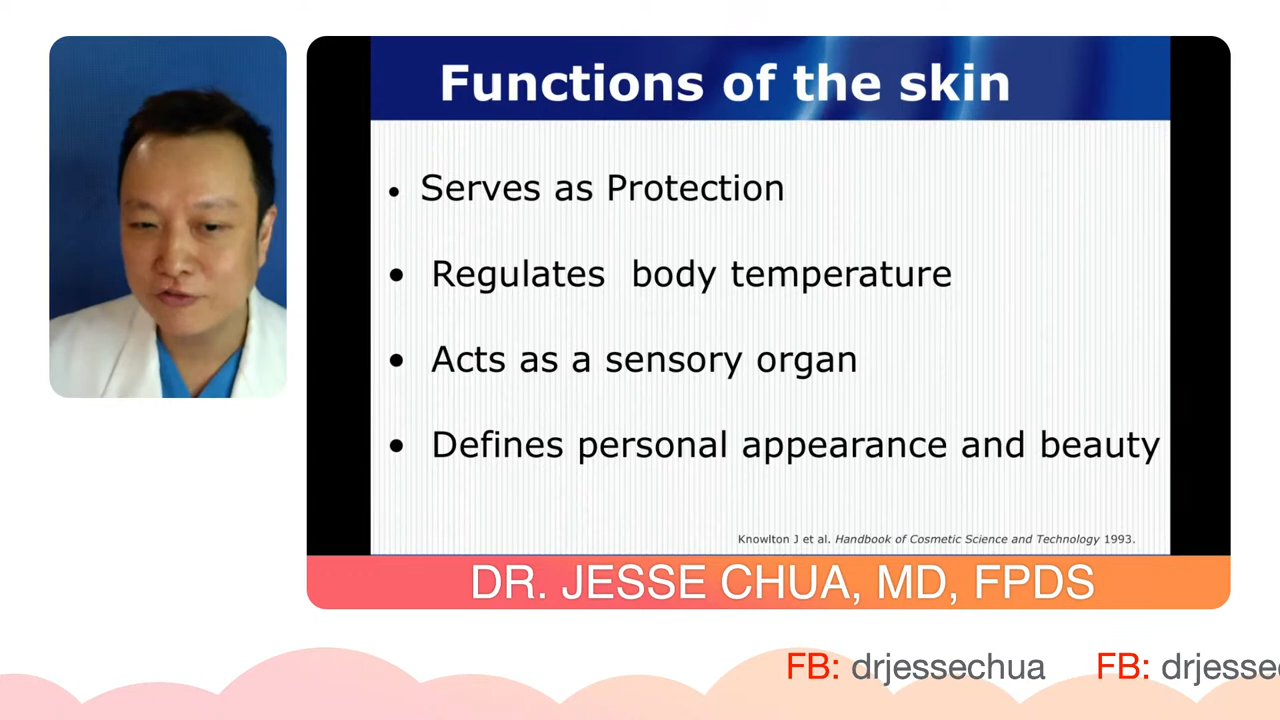 Functions of the skin
• Serves as Protection
• Regulates body temperature
• Acts as a sensory organ
• Defines personal appearance and beauty
Knowlton J et al. Handbook of Cosmetic Science and Technology 1993.
DR. JESSE CHUA, MD, FPDS
FB: drjessechua FB: drjesse